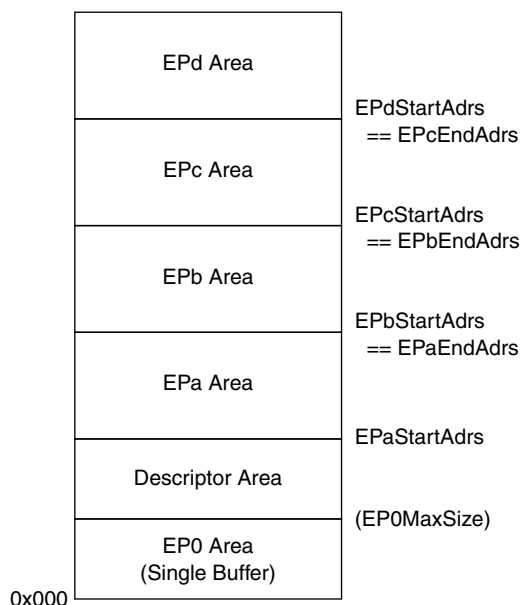 EPd Area
EPdStartAdrs
== EPcEndAdrs
EPc Area
EPcStartAdrs
== EPbEndAdrs
EPb Area
EPbStartAdrs
== EPaEndAdrs
EPa Area
EPaStartAdrs
Descriptor Area
(EP0MaxSize)
EP0 Area
(Single Buffer)
0x000